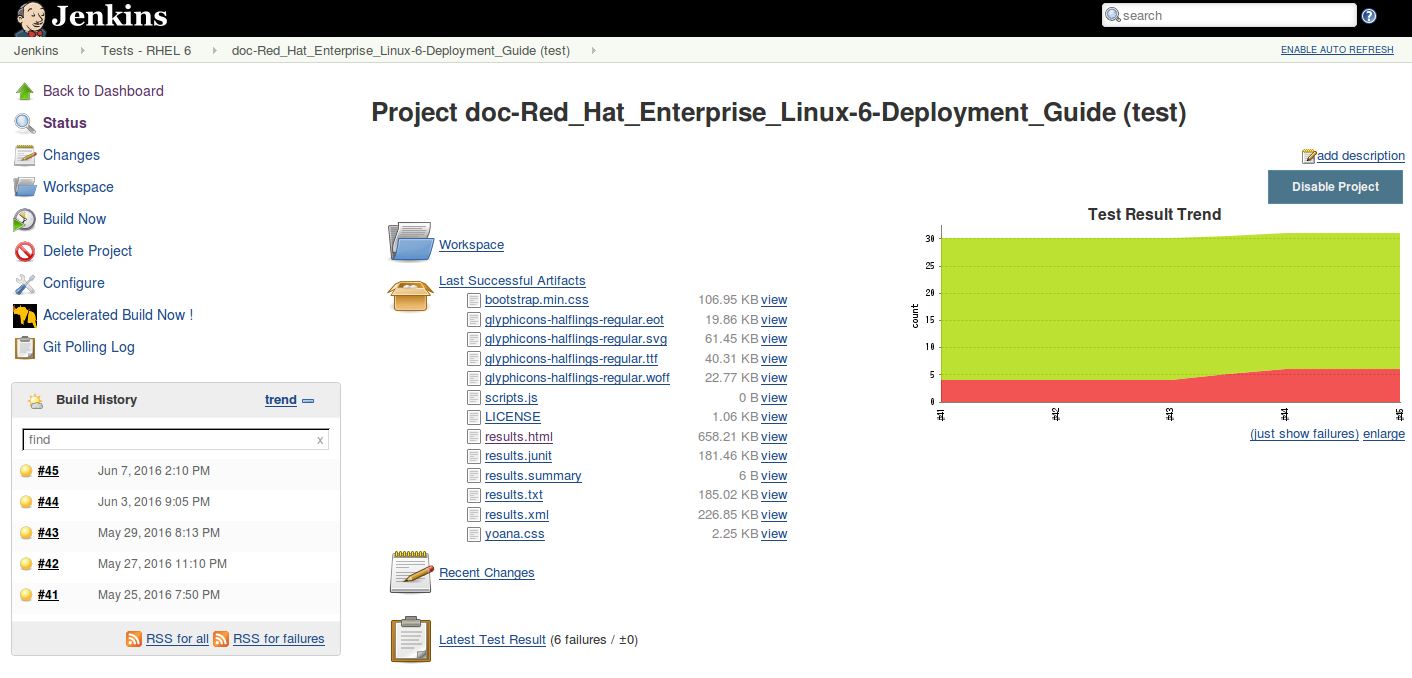 Jenkins
search
Jenkins Tests - RHEL 6 doc-Red_Hat_Enterprise_Linux-6-Deployment_Guide (test)
ENABLE AUTO REFRESH
Back to Dashboard
Status
Changes
Workspace
Build Now
Delete Project
Configure
Accelerated Build Now !
Git Polling Log
Build History trend
find x
#45 Jun 7, 2016 2:10 PM
#44 Jun 3, 2016 9:05 PM
#43 May 29, 2016 8:13 PM
#42 May 27, 2016 11:10 PM
#41 May 25, 2016 7:50 PM
RSS for all RSS for failures
Project doc-Red_Hat_Enterprise_Linux-6-Deployment_Guide (test)
add description
Disable Project
Workspace
Last Successful Artifacts
bootstrap.min.css 106.95 KB view
glyphicons-halflings-regular.eot 19.86 KB view
glyphicons-halflings-regular.svg 61.45 KB view
glyphicons-halflings-regular.ttf 40.31 KB view
glyphicons-halflings-regular.woff 22.77 KB view
scripts.js 0 B view
LICENSE 1.06 KB view
results.html 658.21 KB view
results.junit 181.46 KB view
results.summary 6 B view
results.txt 185.02 KB view
results.xml 226.85 KB view
yoana.css 2.25 KB view
Recent Changes
Latest Test Result (6 failures / ±0)
Test Result Trend
count
30
25
20
15
10
5
0
#41 #42 #43 #44 #45
(just show failures) enlarge